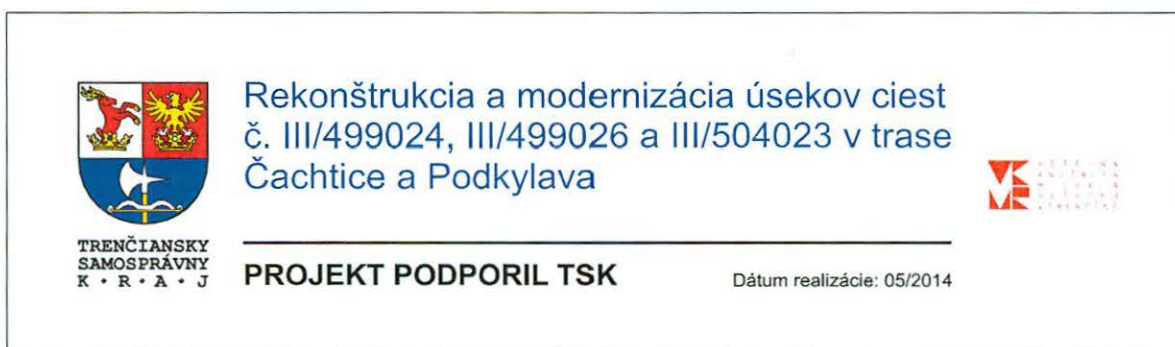 Rekonštrukcia a modernizácia úsekov ciest
č. III/499024, III/499026 a III/504023 v trase
Čachtice a Podkylava
TRENČIANSKY
SAMOSPRÁVNY
K · R · A · J
PROJEKT PODPORIL TSK
Dátum realizácie: 05/2014